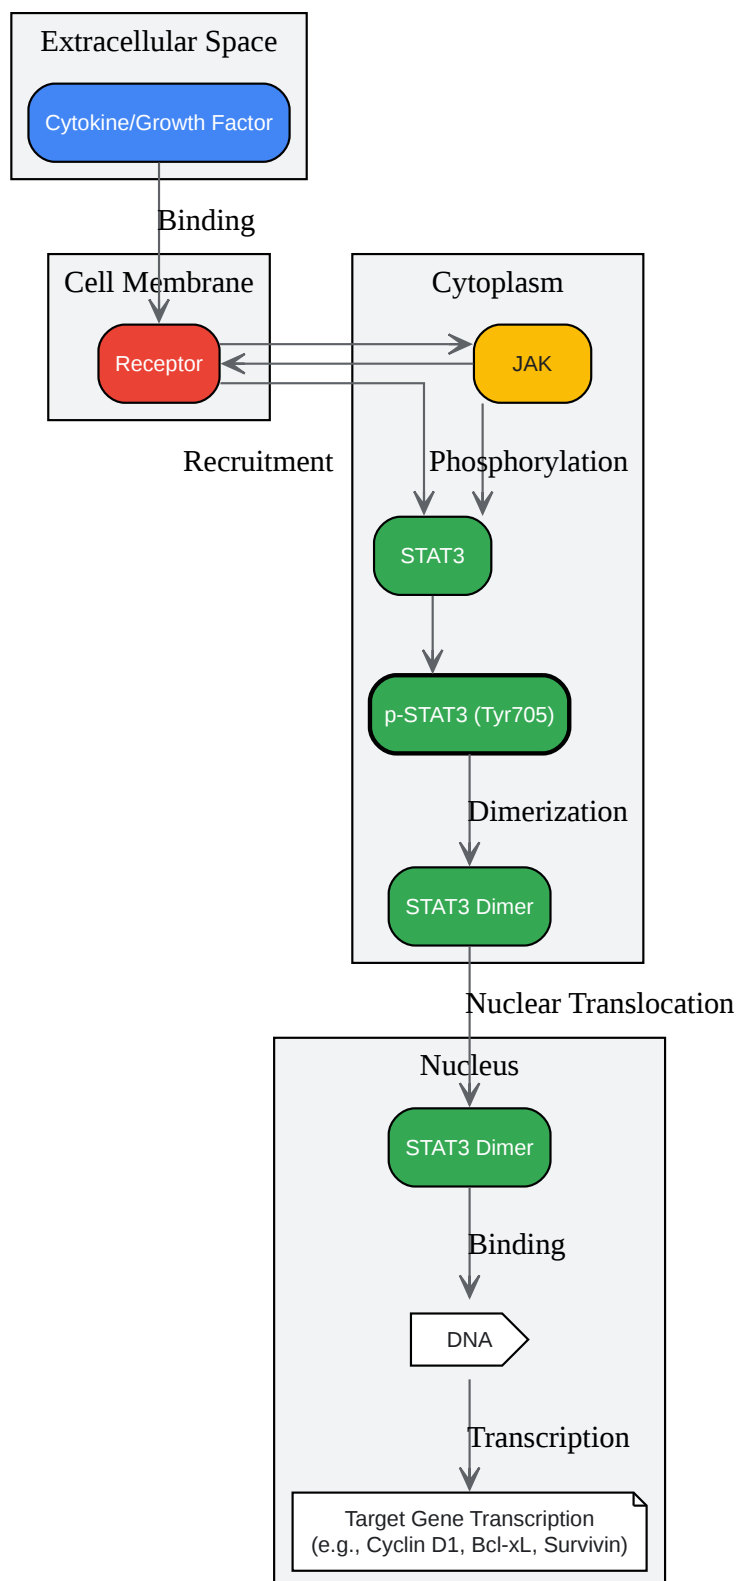 Extracellular Space
Cytokine/Growth Factor
Binding
Cell Membrane
Cytoplasm
Receptor
JAK
Recruitment
Phosphorylation
STAT3
p-STAT3 (Tyr705)
Dimerization
STAT3 Dimer
Nuclear Translocation
Nucleus
STAT3 Dimer
Binding
DNA
Transcription
Target Gene Transcription
(e.g., Cyclin D1, Bcl-xL, Survivin)